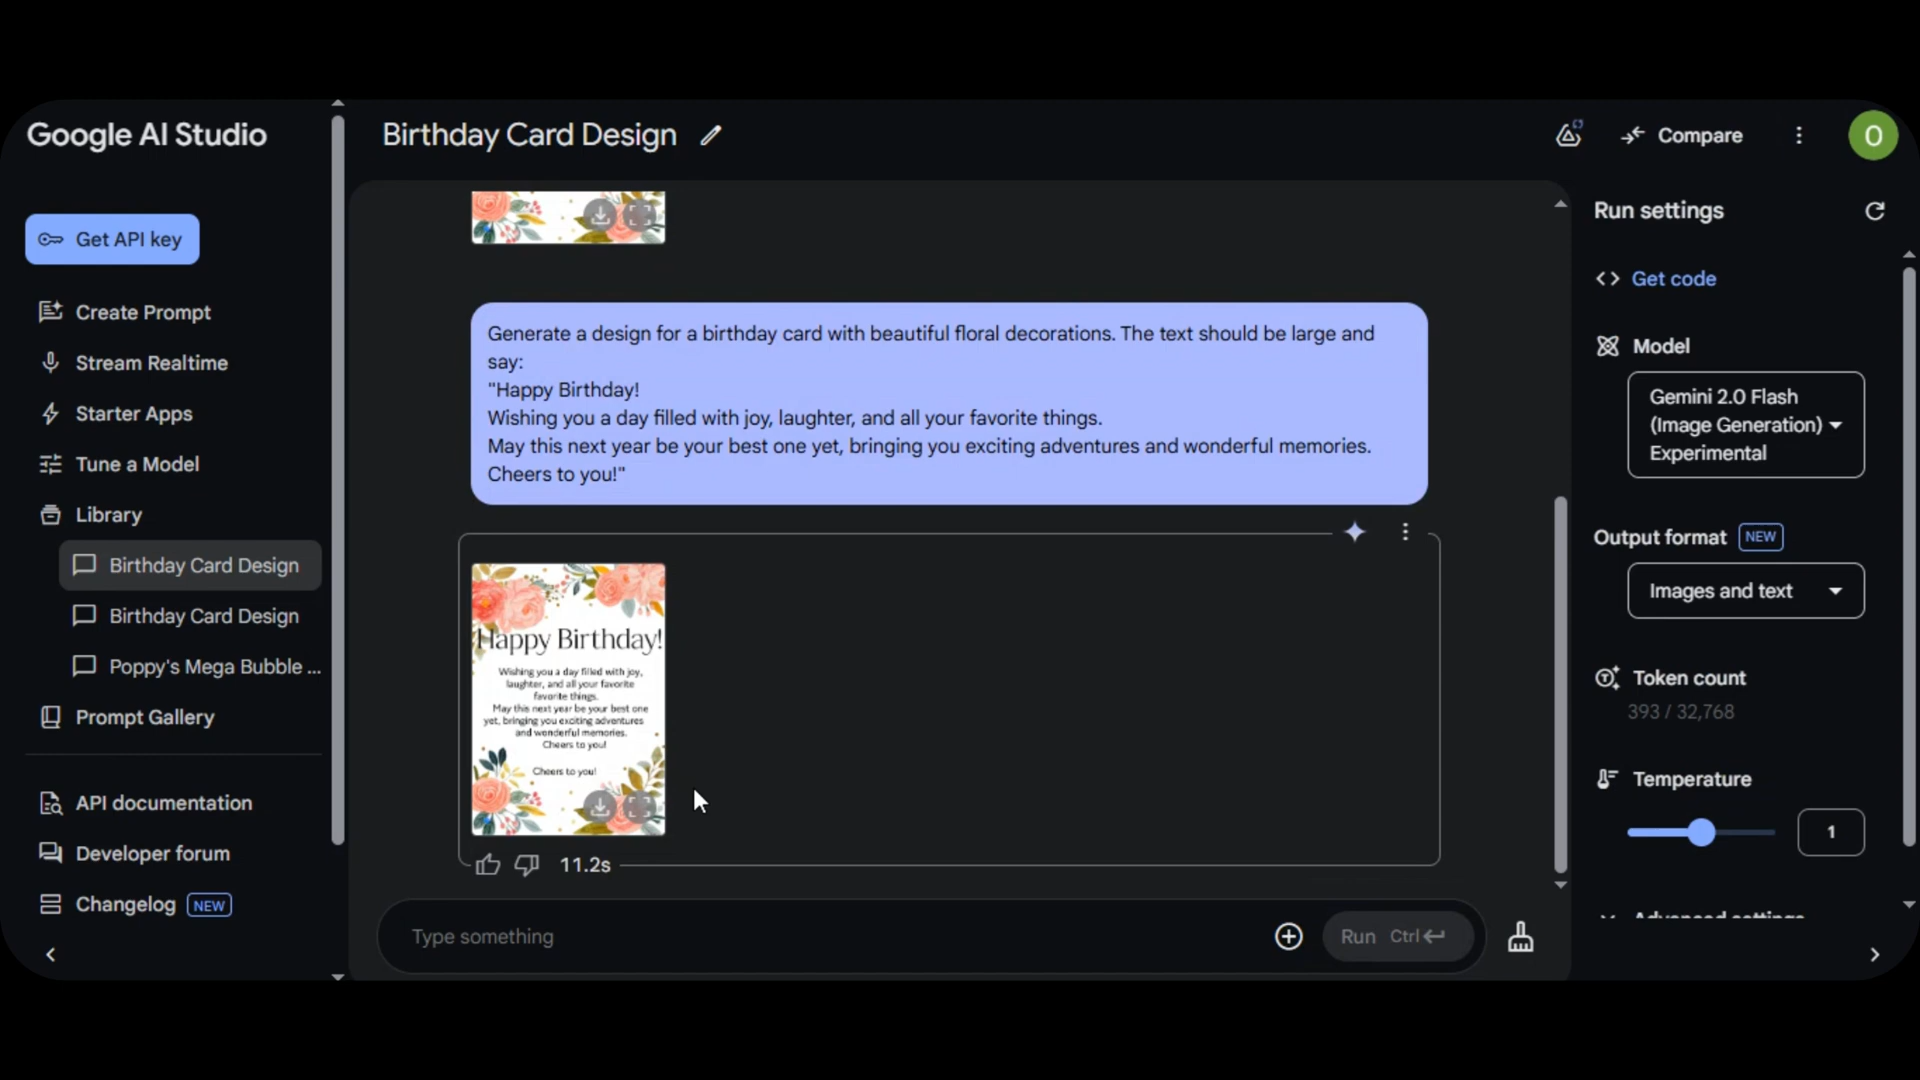 Google AI Studio
Get API key
Create Prompt
Stream Realtime
Starter Apps
Tune a Model
Library
Birthday Card Design
Birthday Card Design
Poppy's Mega Bubble ...
Prompt Gallery
API documentation
Developer forum
Changelog NEW
Birthday Card Design
Compare
O
Generate a design for a birthday card with beautiful floral decorations. The text should be large and
say:
"Happy Birthday!
Wishing you a day filled with joy, laughter, and all your favorite things.
May this next year be your best one yet, bringing you exciting adventures and wonderful memories.
Cheers to you!"
Happy Birthday!
Wishing you a day filled with joy,
laughter, and all your favorite
favorite things.
May this next year be your best one
yet, bringing you exciting adventures
and wonderful memories.
Cheers to you!
Cheers to you!
11.2s
Type something
Run Ctrl
Run settings
Get code
Model
Gemini 2.0 Flash
(Image Generation)
Experimental
Output format NEW
Images and text
Token count
393 / 32,768
Temperature
1
Advanced settings